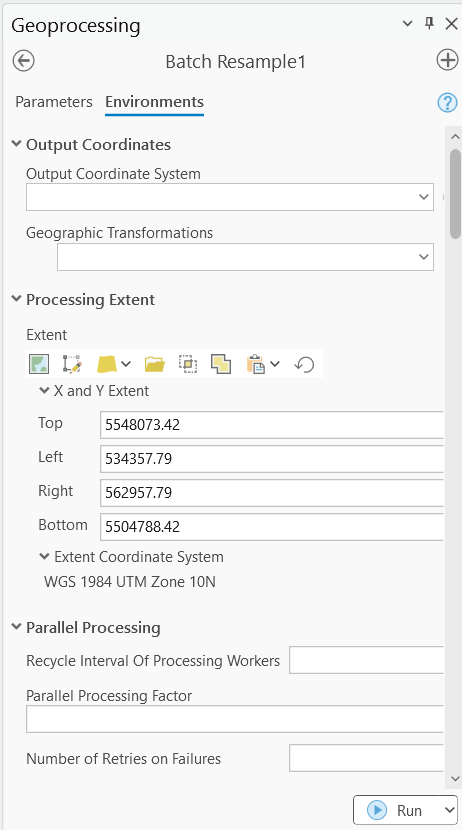 Geoprocessing
Batch Resample1
Parameters Environments
Output Coordinates
Output Coordinate System
Geographic Transformations
Processing Extent
Extent
X and Y Extent
Top 5548073.42
Left 534357.79
Right 562957.79
Bottom 5504788.42
Extent Coordinate System
WGS 1984 UTM Zone 10N
Parallel Processing
Recycle Interval Of Processing Workers
Parallel Processing Factor
Number of Retries on Failures
Run